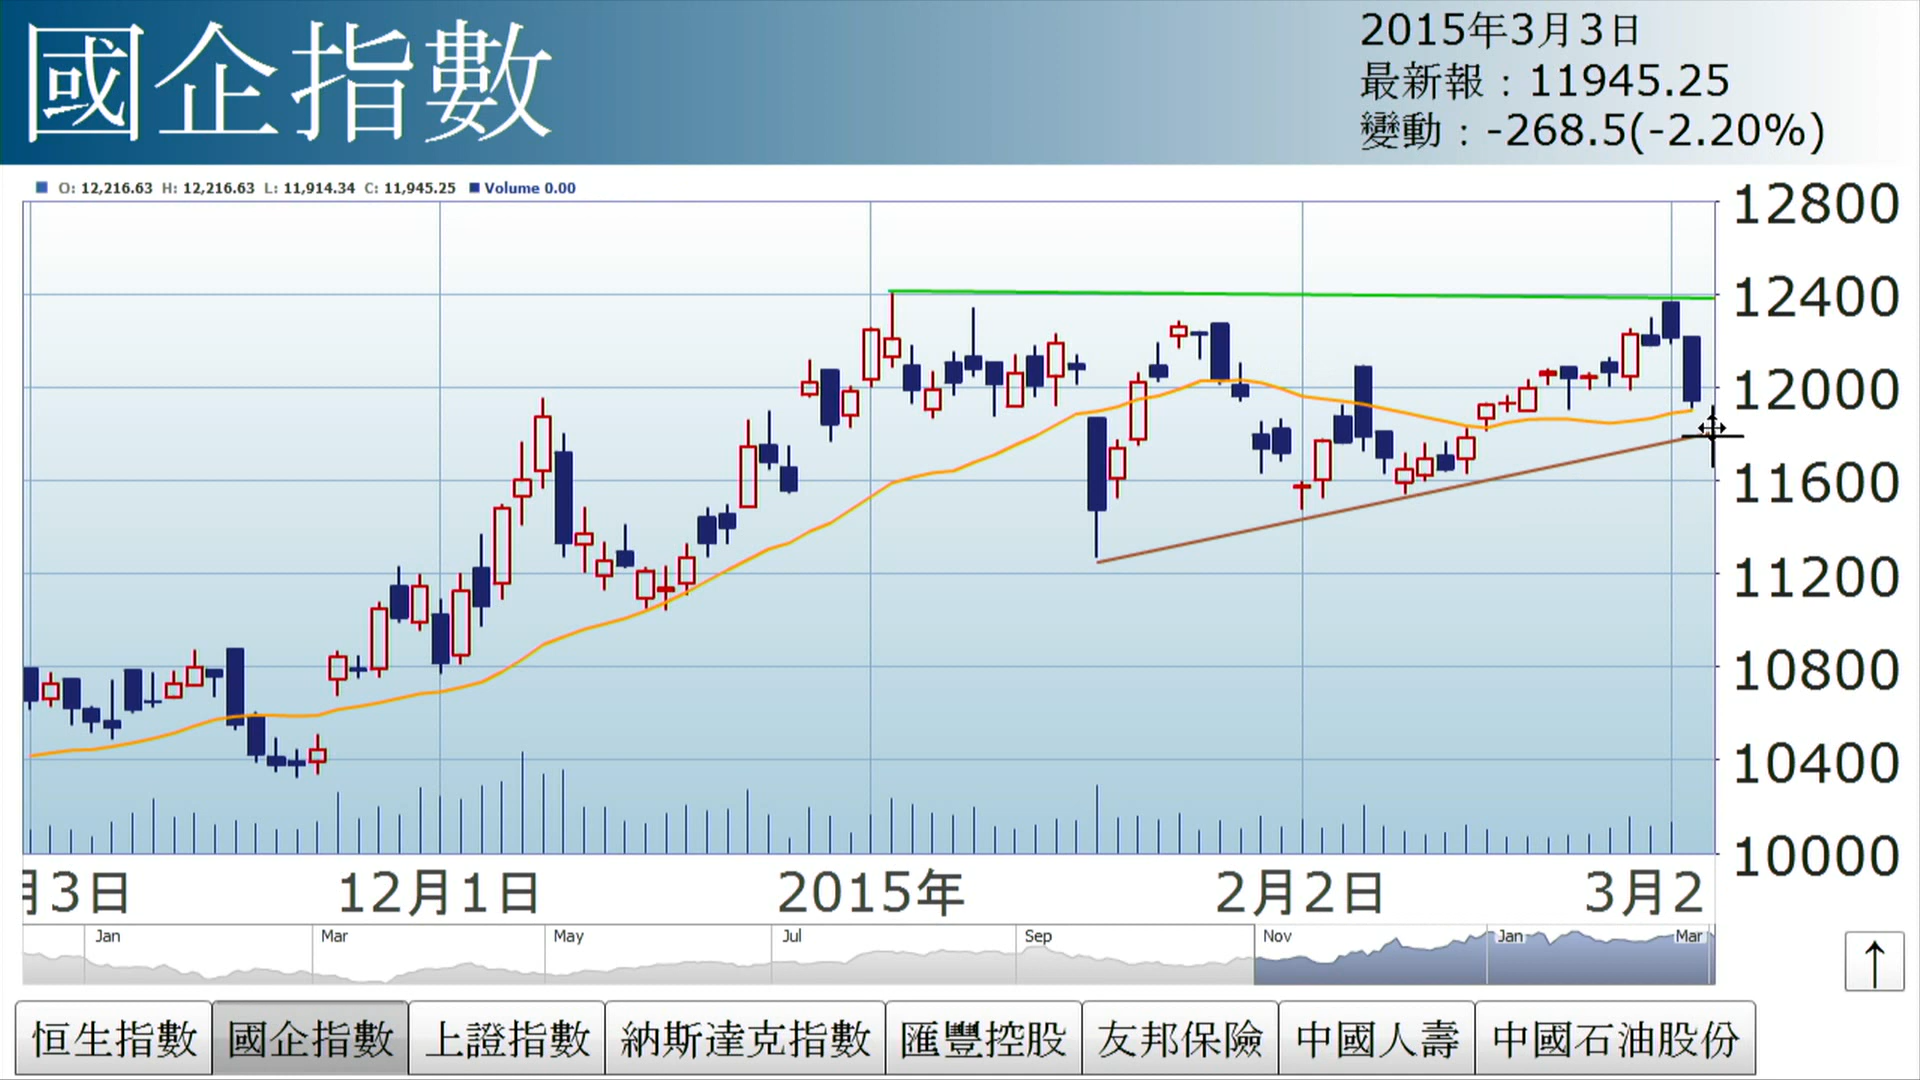 國企指數
2015年3月3日
最新報：11945.25
變動：-268.5(-2.20%)
O: 12,216.63 H: 12,216.63 L: 11,914.34 C: 11,945.25 Volume 0.00
12800
12400
12000
11600
11200
10800
10400
10000
月3日 12月1日 2015年 2月2日 3月2
Jan Mar May Jul Sep Nov Jan Mar
↑
恒生指數 國企指數 上證指數 納斯達克指數 匯豐控股 友邦保險 中國人壽 中國石油股份